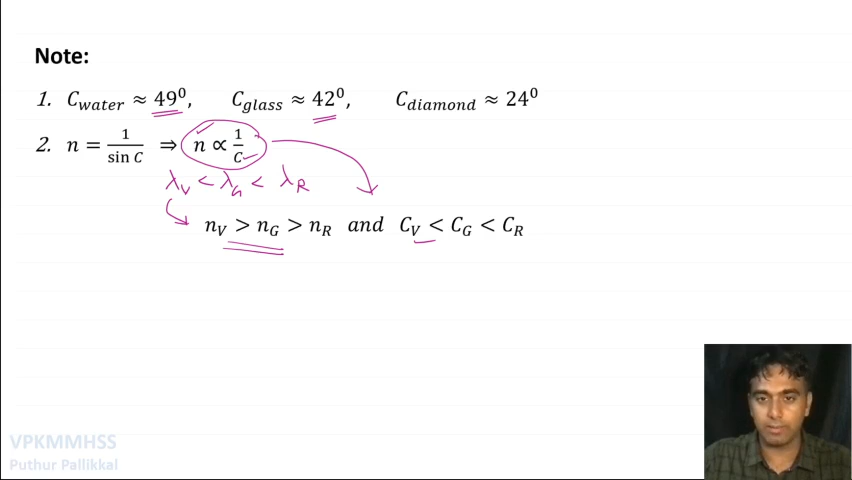 Note:
1. C_water ≈ 49⁰, C_glass ≈ 42⁰, C_diamond ≈ 24⁰
2. n = 1/sin C ⇒ n ∝ 1/C
λ_V < λ_G < λ_R
n_V > n_G > n_R and C_V < C_G < C_R
VPKMMHSS
Puthur Pallikkal